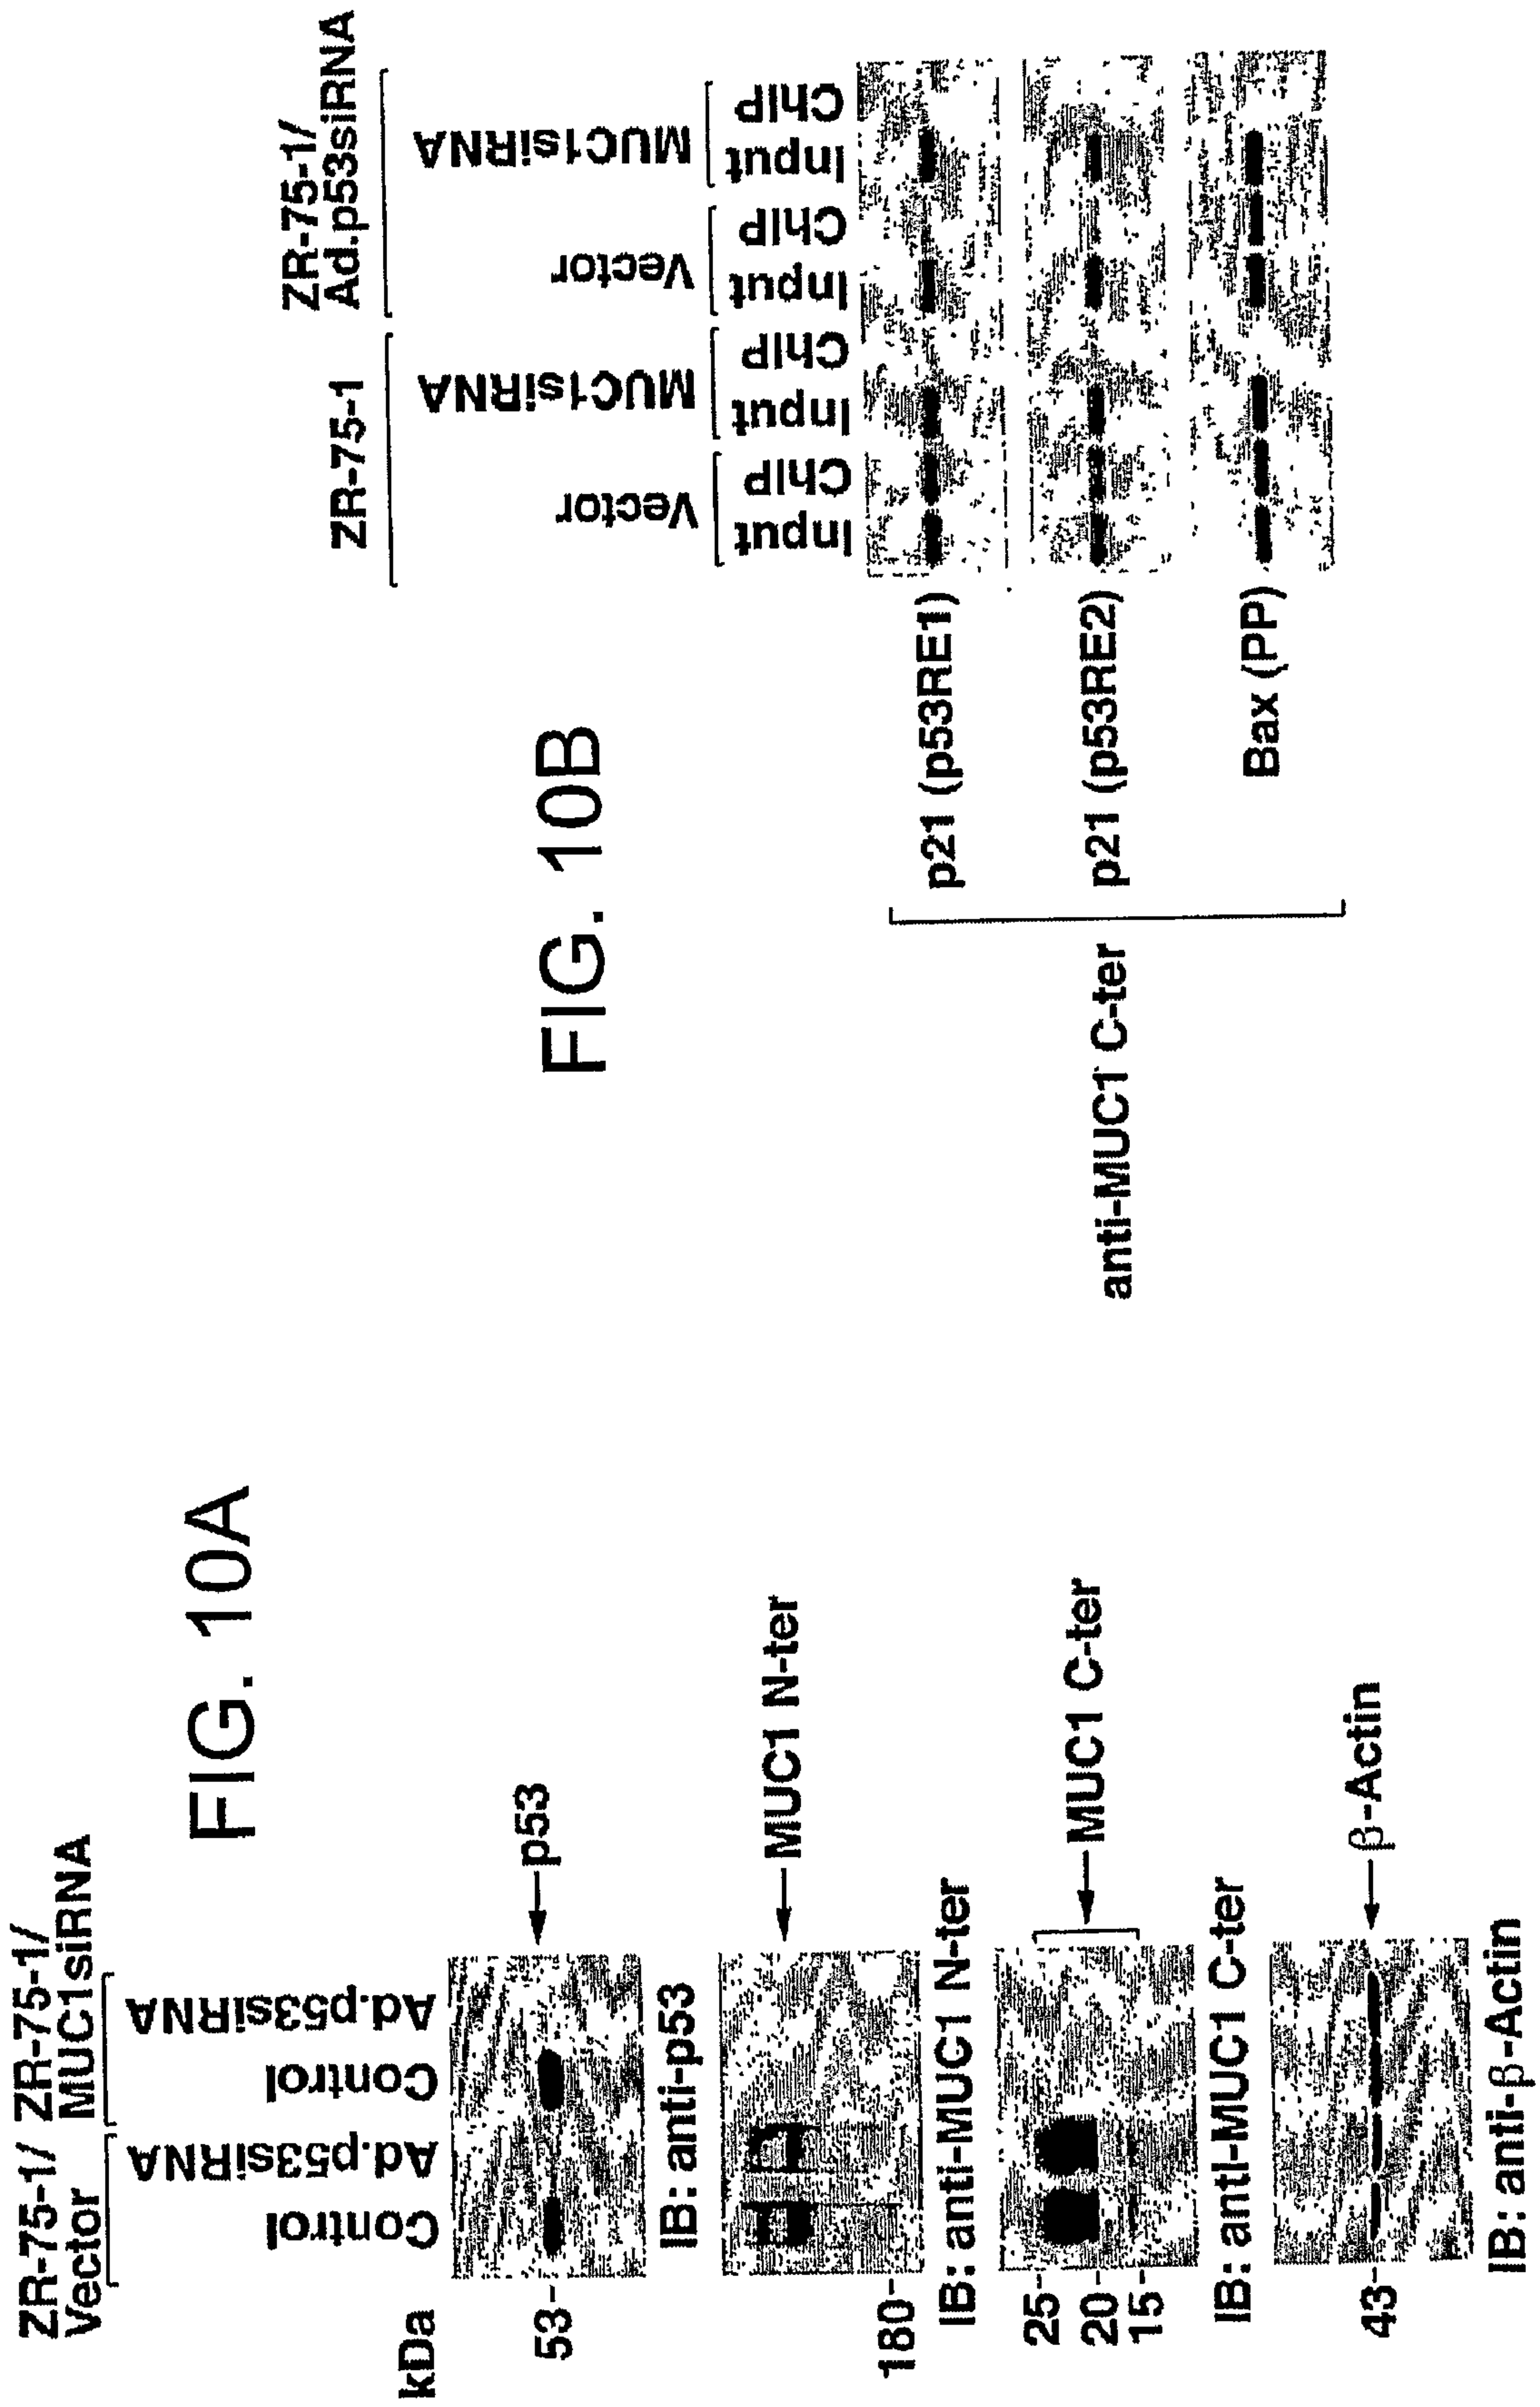 FIG. 10A
ZR-75-1/
Vector
ZR-75-1/
MUC1siRNA
kDa
Control
Ad.p53siRNA
Control
Ad.p53siRNA
53-
p53
IB: anti-p53
180-
MUC1 N-ter
IB: anti-MUC1 N-ter
25-
20-
15-
MUC1 C-ter
IB: anti-MUC1 C-ter
43-
β-Actin
IB: anti-β-Actin
FIG. 10B
ZR-75-1
ZR-75-1/
Ad.p53siRNA
Vector
MUC1siRNA
Vector
MUC1siRNA
Input
ChIP
Input
ChIP
Input
ChIP
Input
ChIP
anti-MUC1 C-ter
p21 (p53RE1)
p21 (p53RE2)
Bax (PP)